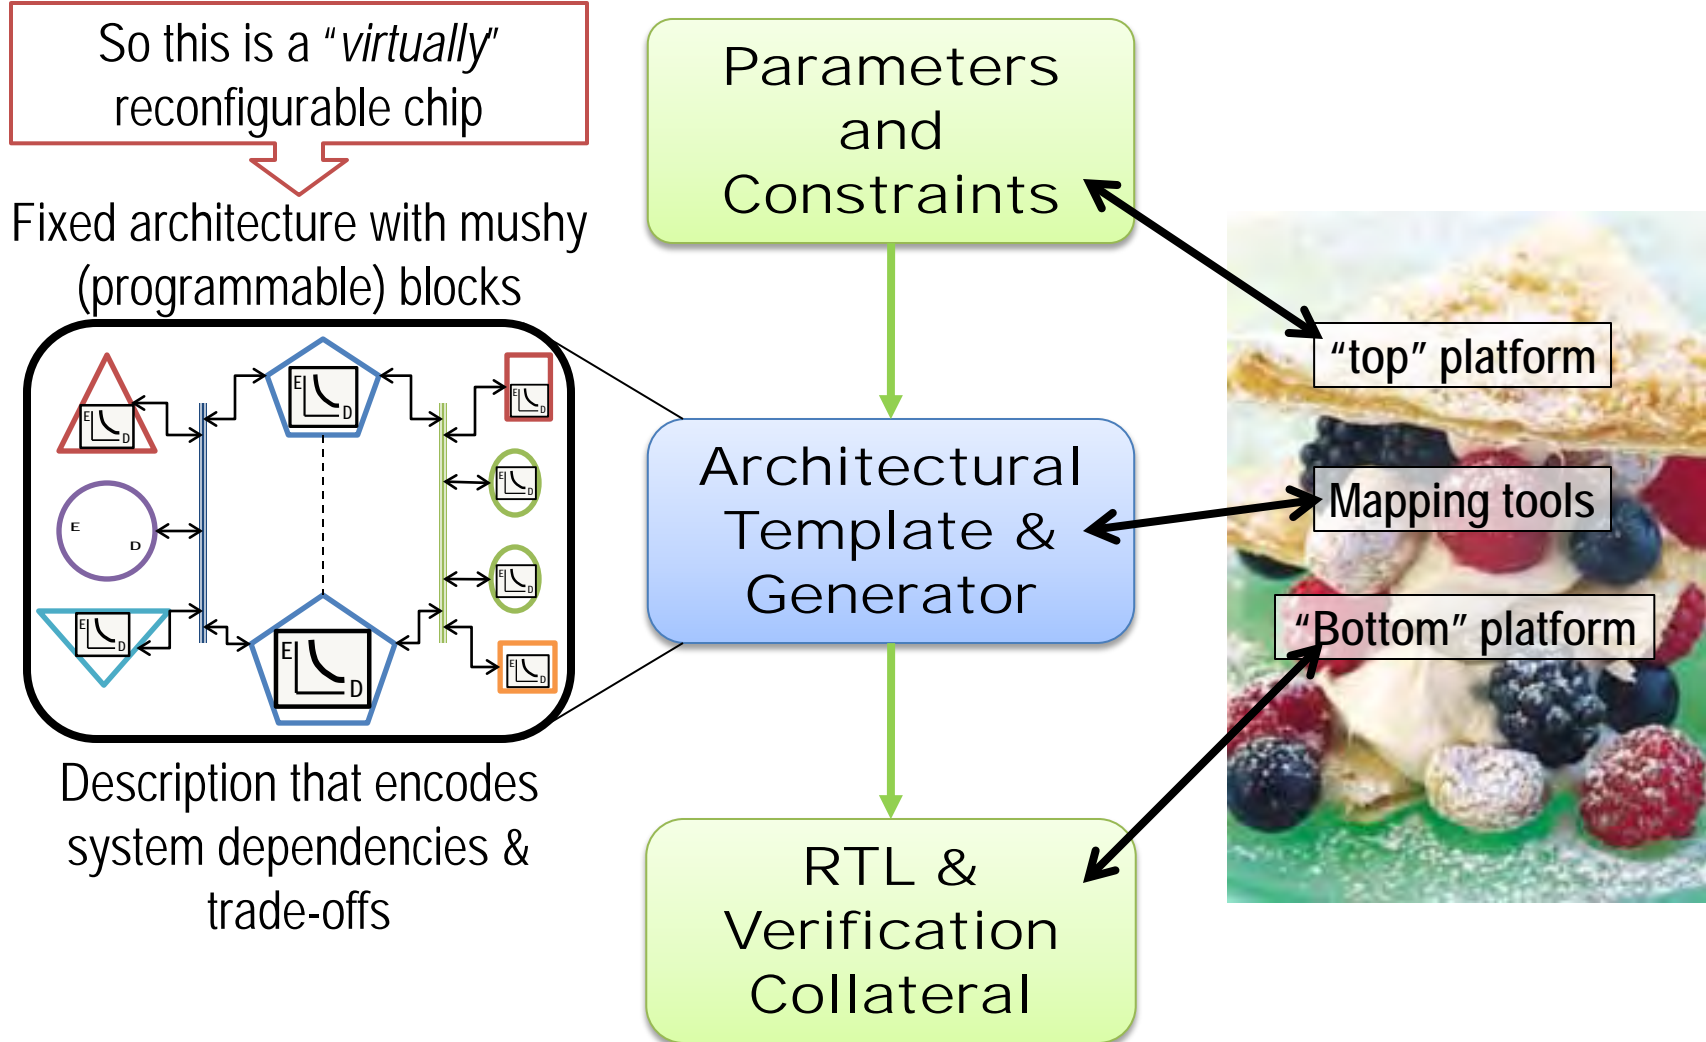 So this is a “virtually”
reconfigurable chip
Fixed architecture with mushy
(programmable) blocks
E
D
E
D
E
D
E
D
E
D
E
D
E
D
E
D
E
D
Description that encodes
system dependencies &
trade-offs
Parameters
and
Constraints
Architectural
Template &
Generator
RTL &
Verification
Collateral
“top” platform
Mapping tools
“Bottom” platform